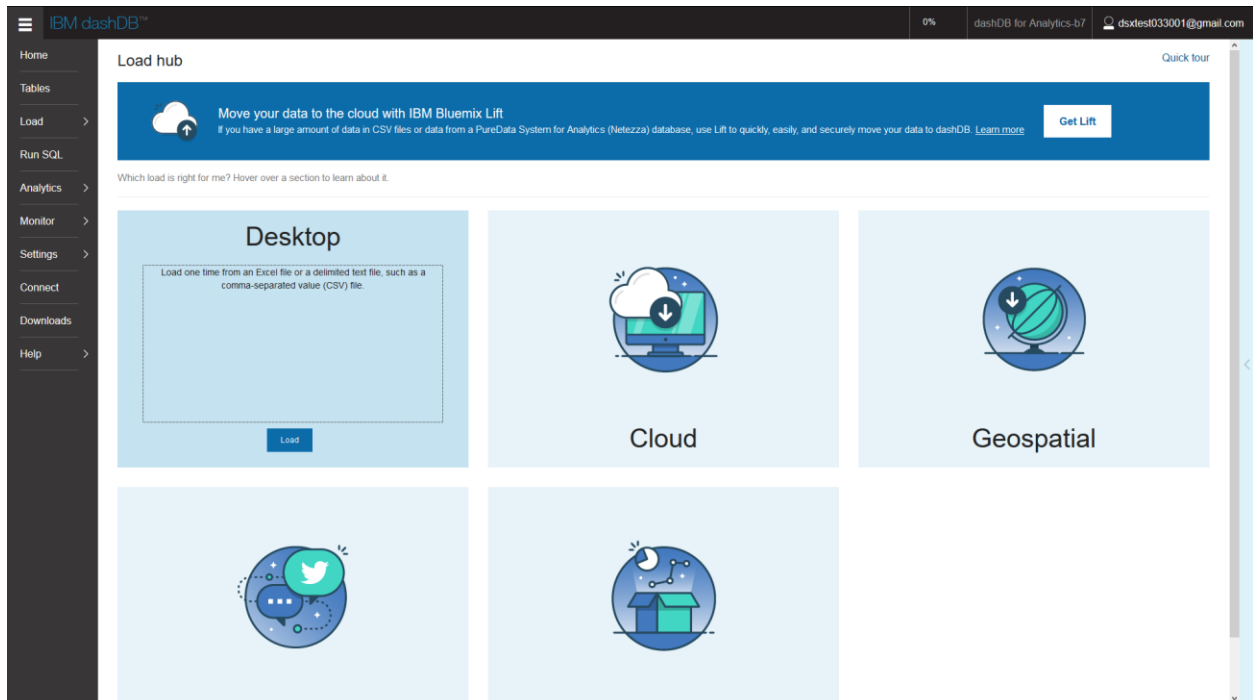 IBM dashDB™
0%
dashDB for Analytics-b7
dsxtest033001@gmail.com
Home
Tables
Load
Run SQL
Analytics
Monitor
Settings
Connect
Downloads
Help
Load hub
Quick tour
Move your data to the cloud with IBM Bluemix Lift
If you have a large amount of data in CSV files or data from a PureData System for Analytics (Netezza) database, use Lift to quickly, easily, and securely move your data to dashDB. Learn more
Get Lift
Which load is right for me? Hover over a section to learn about it.
Desktop
Load one time from an Excel file or a delimited text file, such as a
comma-separated value (CSV) file.
Load
Cloud
Geospatial